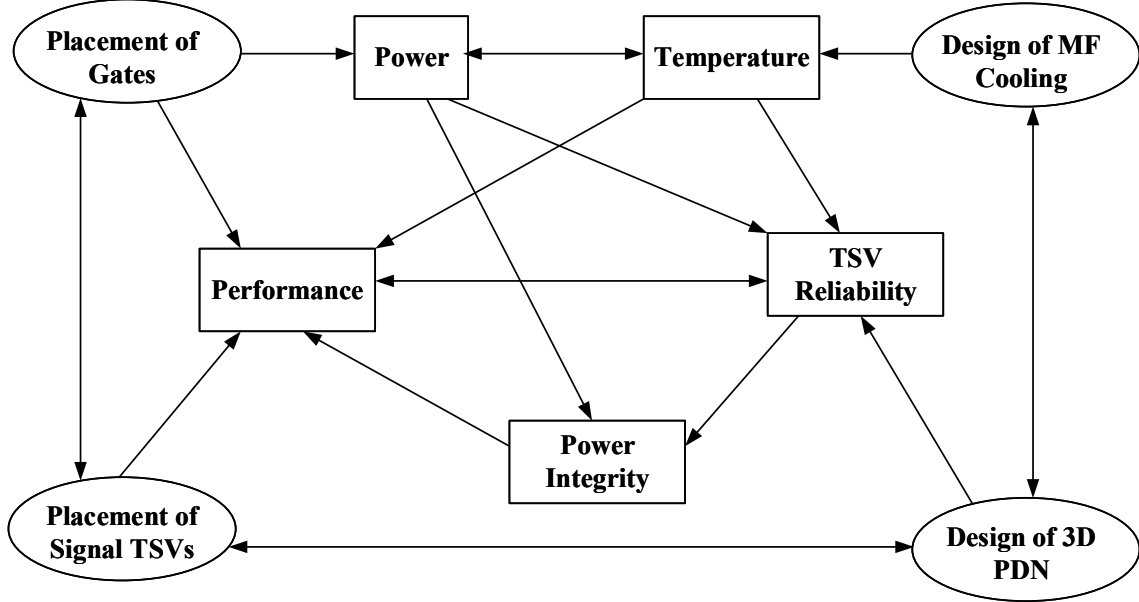 Placement of
Gates
Power
Temperature
Design of MF
Cooling
Performance
TSV
Reliability
Power
Integrity
Placement of
Signal TSVs
Design of 3D
PDN